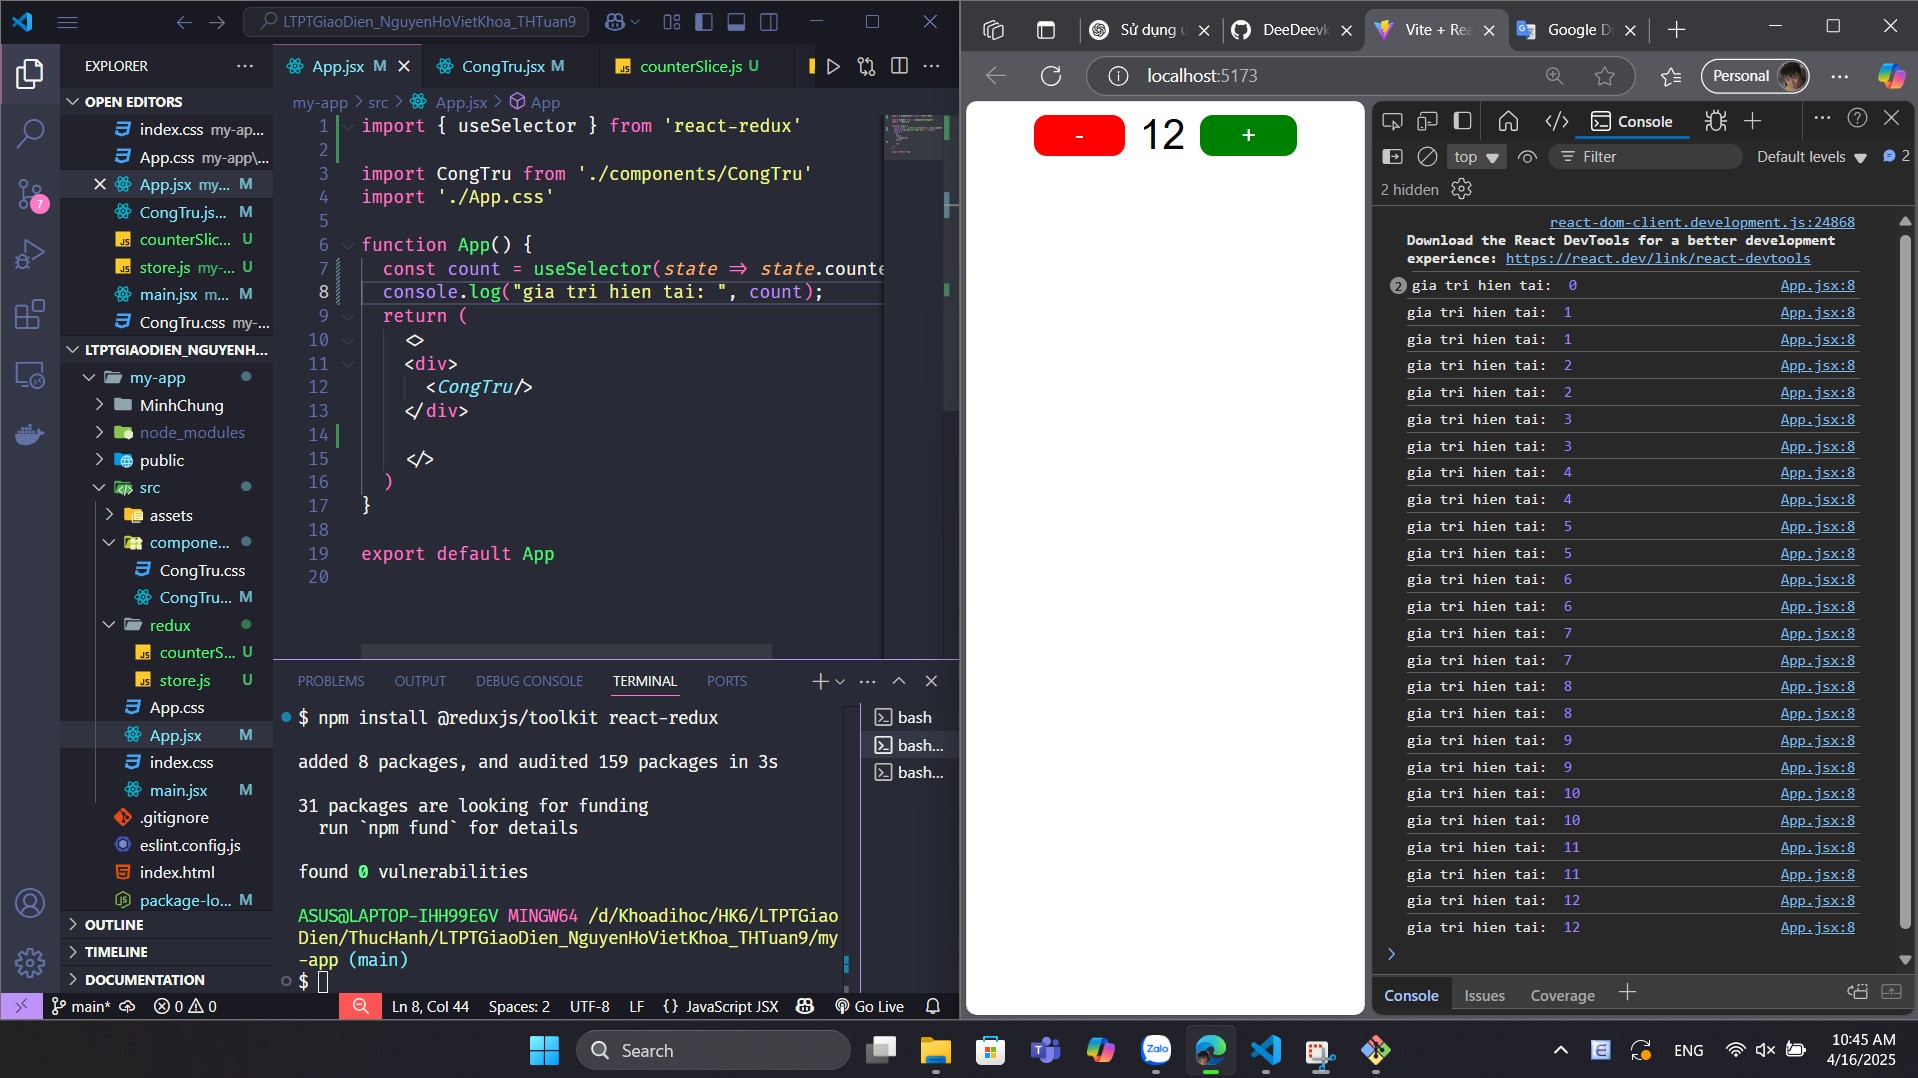 LTPTGiaoDien_NguyenHoVietKhoa_THTuan9
EXPLORER
OPEN EDITORS
index.css my-ap...
App.css my-app\...
App.jsx my... M
CongTru.js... M
counterSlic... U
store.js my-... U
main.jsx m... M
CongTru.css my-...
LTPTGIAODIEN_NGUYENH...
my-app
MinhChung
node_modules
public
src
assets
compone...
CongTru.css
CongTru... M
redux
counterS... U
store.js U
App.css
App.jsx M
index.css
main.jsx M
.gitignore
eslint.config.js
index.html
package-lo... M
OUTLINE
TIMELINE
DOCUMENTATION
7
App.jsx M
CongTru.jsx M
counterSlice.js U
my-app > src > App.jsx > App
1 import { useSelector } from 'react-redux'
2
3 import CongTru from './components/CongTru'
4 import './App.css'
5
6 function App() {
7 const count = useSelector(state => state.counte
8 console.log("gia tri hien tai: ", count);
9 return (
10 <>
11 <div>
12 <CongTru/>
13 </div>
14
15 </>
16 )
17 }
18
19 export default App
20
PROBLEMS OUTPUT DEBUG CONSOLE TERMINAL PORTS
$ npm install @reduxjs/toolkit react-redux
added 8 packages, and audited 159 packages in 3s
31 packages are looking for funding
run `npm fund` for details
found 0 vulnerabilities
ASUS@LAPTOP-IHH99E6V MINGW64 /d/Khoadihoc/HK6/LTPTGiao
Dien/ThucHanh/LTPTGiaoDien_NguyenHoVietKhoa_THTuan9/my
-app (main)
$
bash
bash...
bash...
main* 0 0 Ln 8, Col 44 Spaces: 2 UTF-8 LF {} JavaScript JSX Go Live
Sử dụng u
DeeDeevk
Vite + Rea
Google D
localhost:5173
Personal
- 12 +
Console
top Filter Default levels 2
2 hidden
react-dom-client.development.js:24868
Download the React DevTools for a better development
experience: https://react.dev/link/react-devtools
2 gia tri hien tai: 0 App.jsx:8
gia tri hien tai: 1 App.jsx:8
gia tri hien tai: 1 App.jsx:8
gia tri hien tai: 2 App.jsx:8
gia tri hien tai: 2 App.jsx:8
gia tri hien tai: 3 App.jsx:8
gia tri hien tai: 3 App.jsx:8
gia tri hien tai: 4 App.jsx:8
gia tri hien tai: 4 App.jsx:8
gia tri hien tai: 5 App.jsx:8
gia tri hien tai: 5 App.jsx:8
gia tri hien tai: 6 App.jsx:8
gia tri hien tai: 6 App.jsx:8
gia tri hien tai: 7 App.jsx:8
gia tri hien tai: 7 App.jsx:8
gia tri hien tai: 8 App.jsx:8
gia tri hien tai: 8 App.jsx:8
gia tri hien tai: 9 App.jsx:8
gia tri hien tai: 9 App.jsx:8
gia tri hien tai: 10 App.jsx:8
gia tri hien tai: 10 App.jsx:8
gia tri hien tai: 11 App.jsx:8
gia tri hien tai: 11 App.jsx:8
gia tri hien tai: 12 App.jsx:8
gia tri hien tai: 12 App.jsx:8
Console Issues Coverage
Search
Zalo
ENG
10:45 AM
4/16/2025